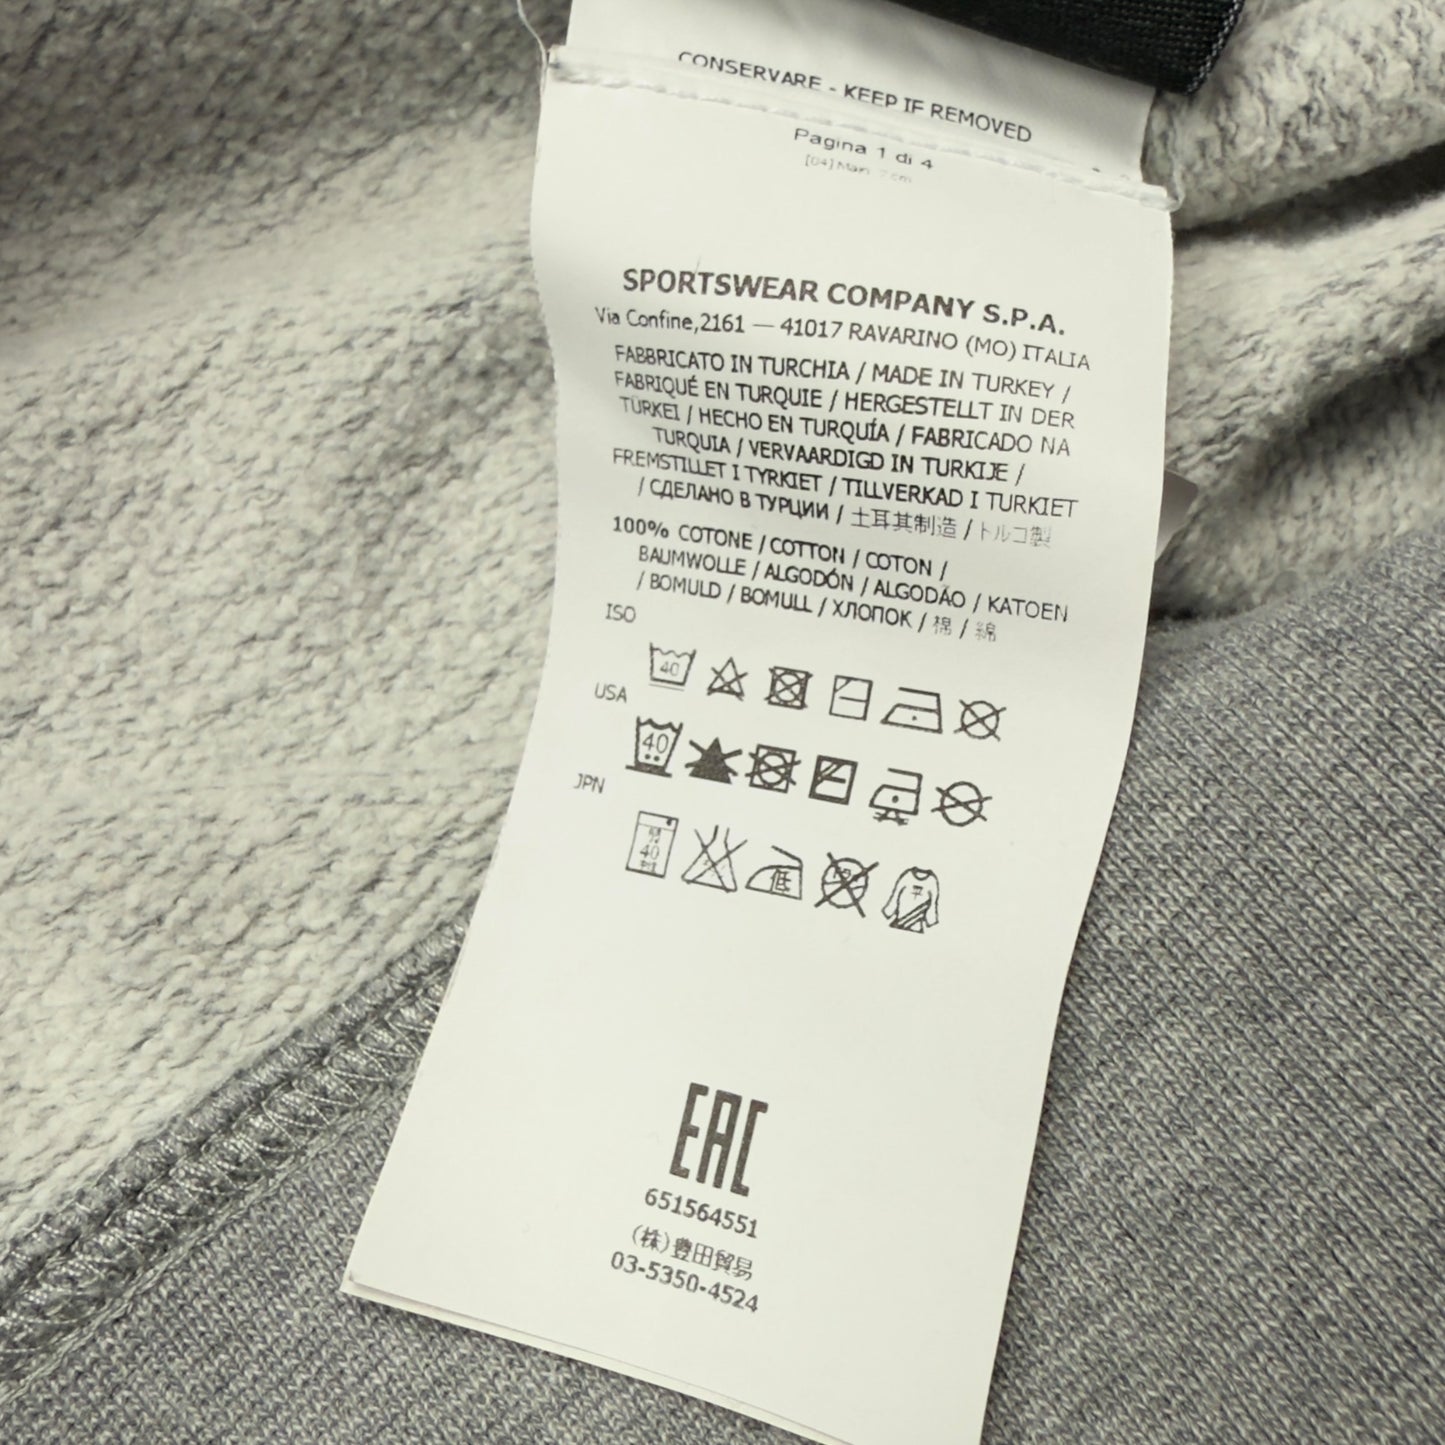 CONSERVARE - KEEP IF REMOVED
Pagina 1 di 4
[04] Man 7cm
SPORTSWEAR COMPANY S.P.A.
Via Confine,2161 — 41017 RAVARINO (MO) ITALIA
FABBRICATO IN TURCHIA / MADE IN TURKEY /
FABRIQUÉ EN TURQUIE / HERGESTELLT IN DER
TÜRKEI / HECHO EN TURQUÍA / FABRICADO NA
TURQUIA / VERVAARDIGD IN TURKIJE /
FREMSTILLET I TYRKIET / TILLVERKAD I TURKIET
/ СДЕЛАНО В ТУРЦИИ / 土耳其制造 / トルコ製
100% COTONE / COTTON / COTON /
BAUMWOLLE / ALGODÓN / ALGODÃO / KATOEN
/ BOMULD / BOMULL / ХЛОПОК / 棉 / 綿
ISO
40
USA
40
JPN
40
低
平
EAC
651564551
(株)豊田貿易
03-5350-4524